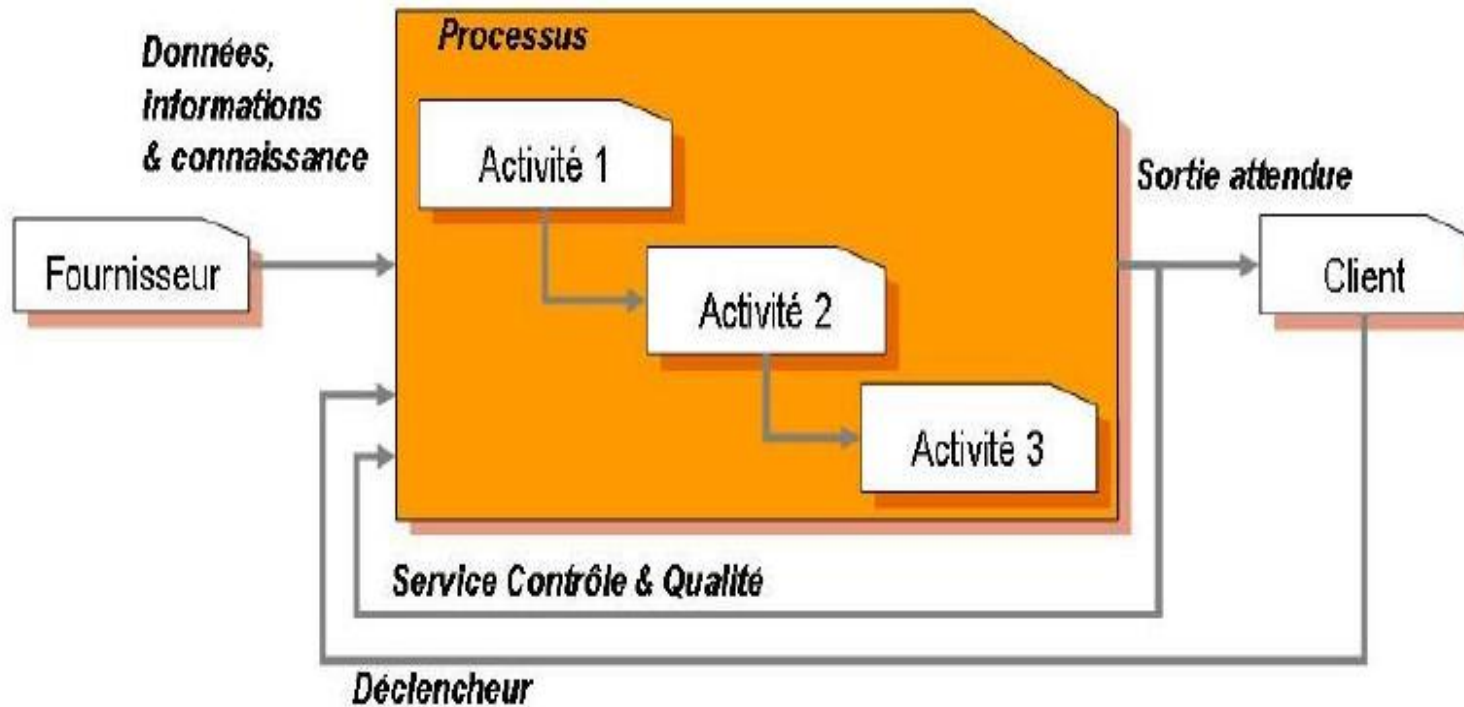 Processus
Données,
informations
& connaissance
Activité 1
Sortie attendue
Fournisseur
Activité 2
Client
Activité 3
Service Contrôle & Qualité
Déclencheur